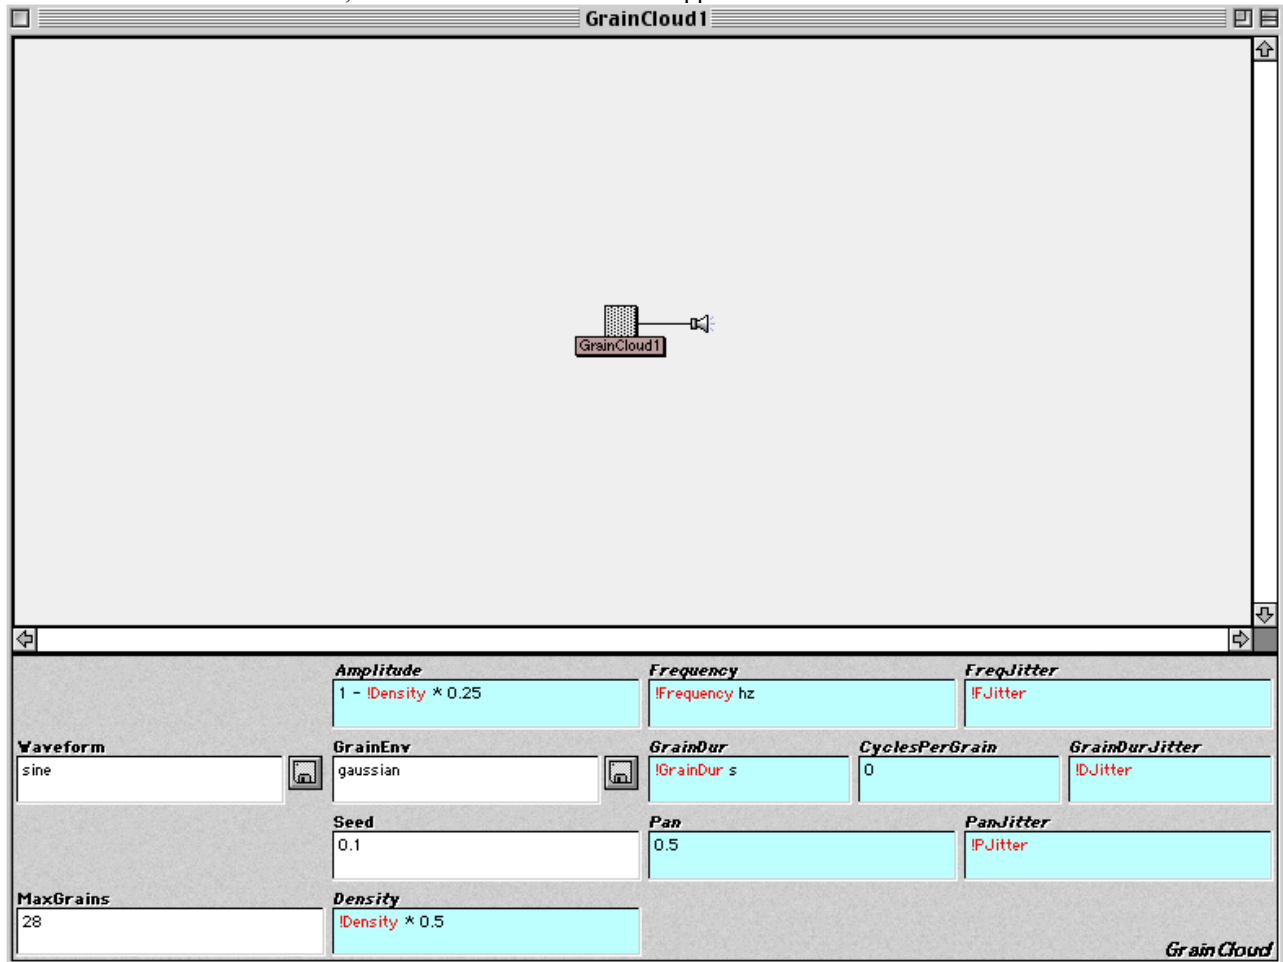 GrainCloud1
GrainCloud1
Amplitude
Frequency
FreqJitter
1 - !Density * 0.25
!Frequency hz
!FJitter
Waveform
GrainEnv
GrainDur
CyclesPerGrain
GrainDurJitter
sine
gaussian
!GrainDur s
0
!DJitter
Seed
Pan
PanJitter
0.1
0.5
!PJitter
MaxGrains
Density
28
!Density * 0.5
GrainCloud